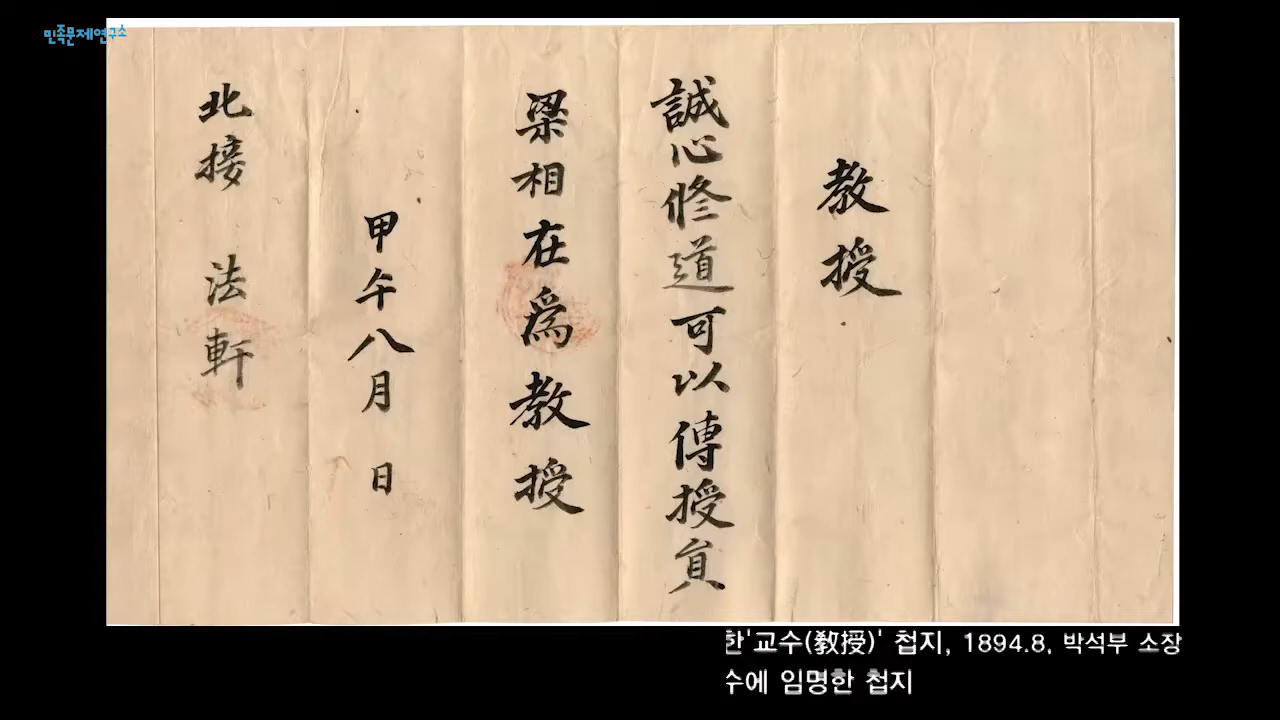 민족문제연구소
教授
誠心修道可以傳授貟
梁相在爲教授
甲午八月 日
北接 法軒
한'교수(敎授)' 첩지, 1894.8, 박석부 소장
수에 임명한 첩지